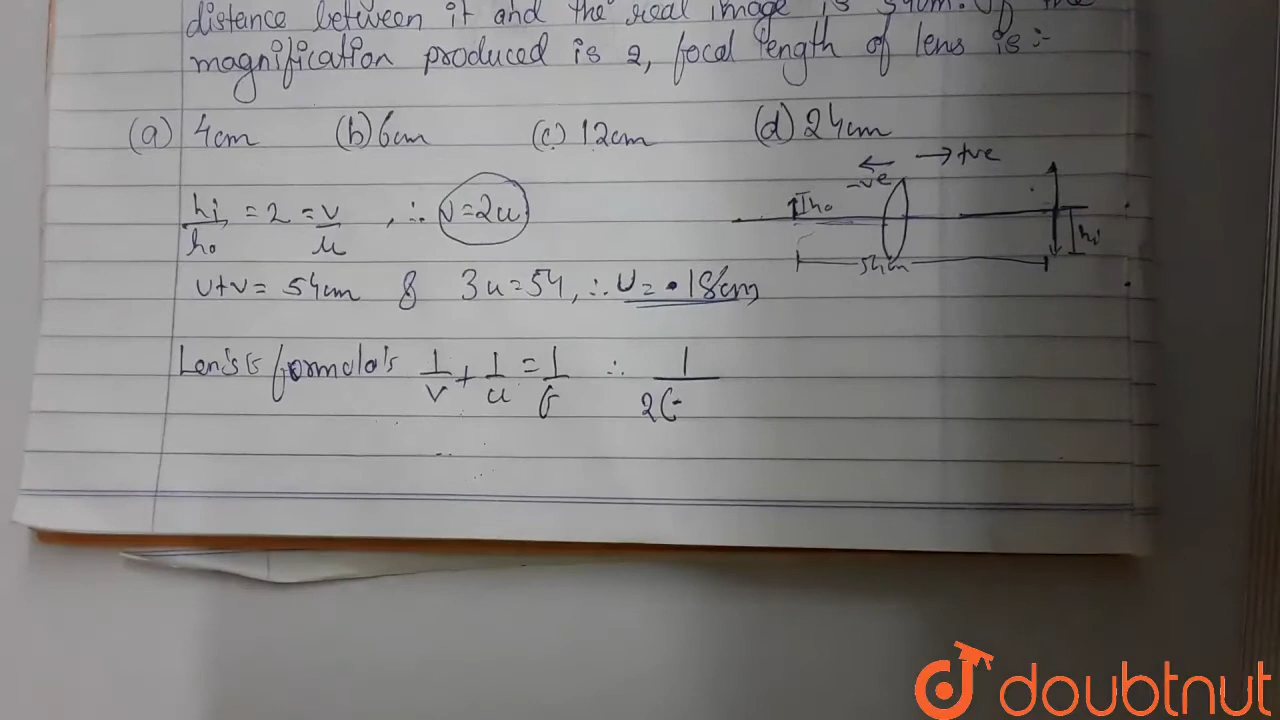 distance between it and the real image is 54cm. If the
magnification produced is 2, focal length of lens is:-
(a) 4cm (b) 6cm (c) 12cm (d) 24cm
→ +ve
← -ve
ho
hi/ho = 2 = v/u , ∴ v=2u
hi
54cm
u+v = 54cm & 3u=54, ∴ u = 18cm
Len's formula's 1/v + 1/u = 1/f ∴ 1/2(-
doubtnut